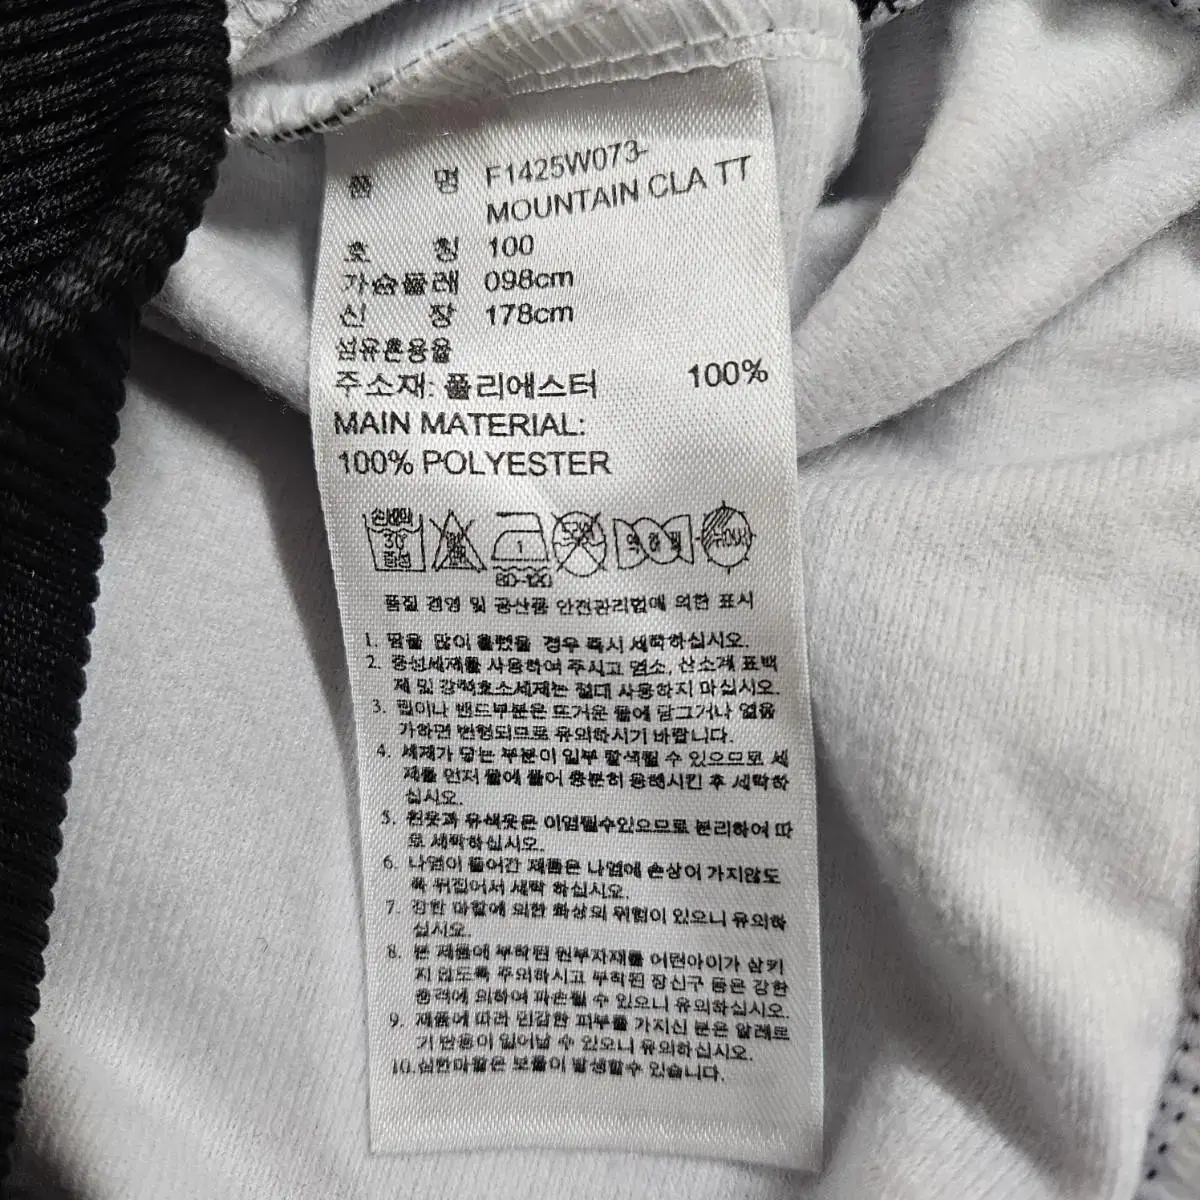 품 명 F1425W073-
MOUNTAIN CLA TT
호 칭 100
가슴둘레 098cm
신 장 178cm
섬유혼용율
주소재: 폴리에스터 100%
MAIN MATERIAL:
100% POLYESTER
손세탁 30° 중성
1 80-120
드라이
약하게
품질 경영 및 공산품 안전관리법에 의한 표시
1. 땀을 많이 흘렸을 경우 즉시 세탁하십시오.
2. 중성세제를 사용하여 주시고 염소, 산소계 표백
제 및 강력효소세제는 절대 사용하지 마십시오.
3. 립이나 밴드부분은 뜨거운 물에 담그거나 열을
가하면 변형되므로 유의하시기 바랍니다.
4. 세제가 닿는 부분이 일부 탈색될 수 있으므로 세
제를 먼저 물에 풀어 충분히 용해시킨 후 세탁하
십시오.
5. 흰옷과 유색옷은 이염될수있으므로 분리하여 따
로 세탁하십시오.
6. 나염이 들어간 제품은 나염에 손상이 가지않도
록 뒤집어서 세탁 하십시오.
7. 강한 마찰에 의한 화상의 위험이 있으니 유의하
십시오.
8. 본 제품에 부착된 원부자재를 어린아이가 삼키
지 않도록 주의하시고 부착된 장신구 등은 강한
충격에 의하여 파손될 수 있으니 유의하십시오.
9. 제품에 따라 민감한 피부를 가지신 분은 알레르
기 반응이 일어날 수 있으니 유의하십시오.
10.심한마찰은 보풀이 발생할수 있습니다.